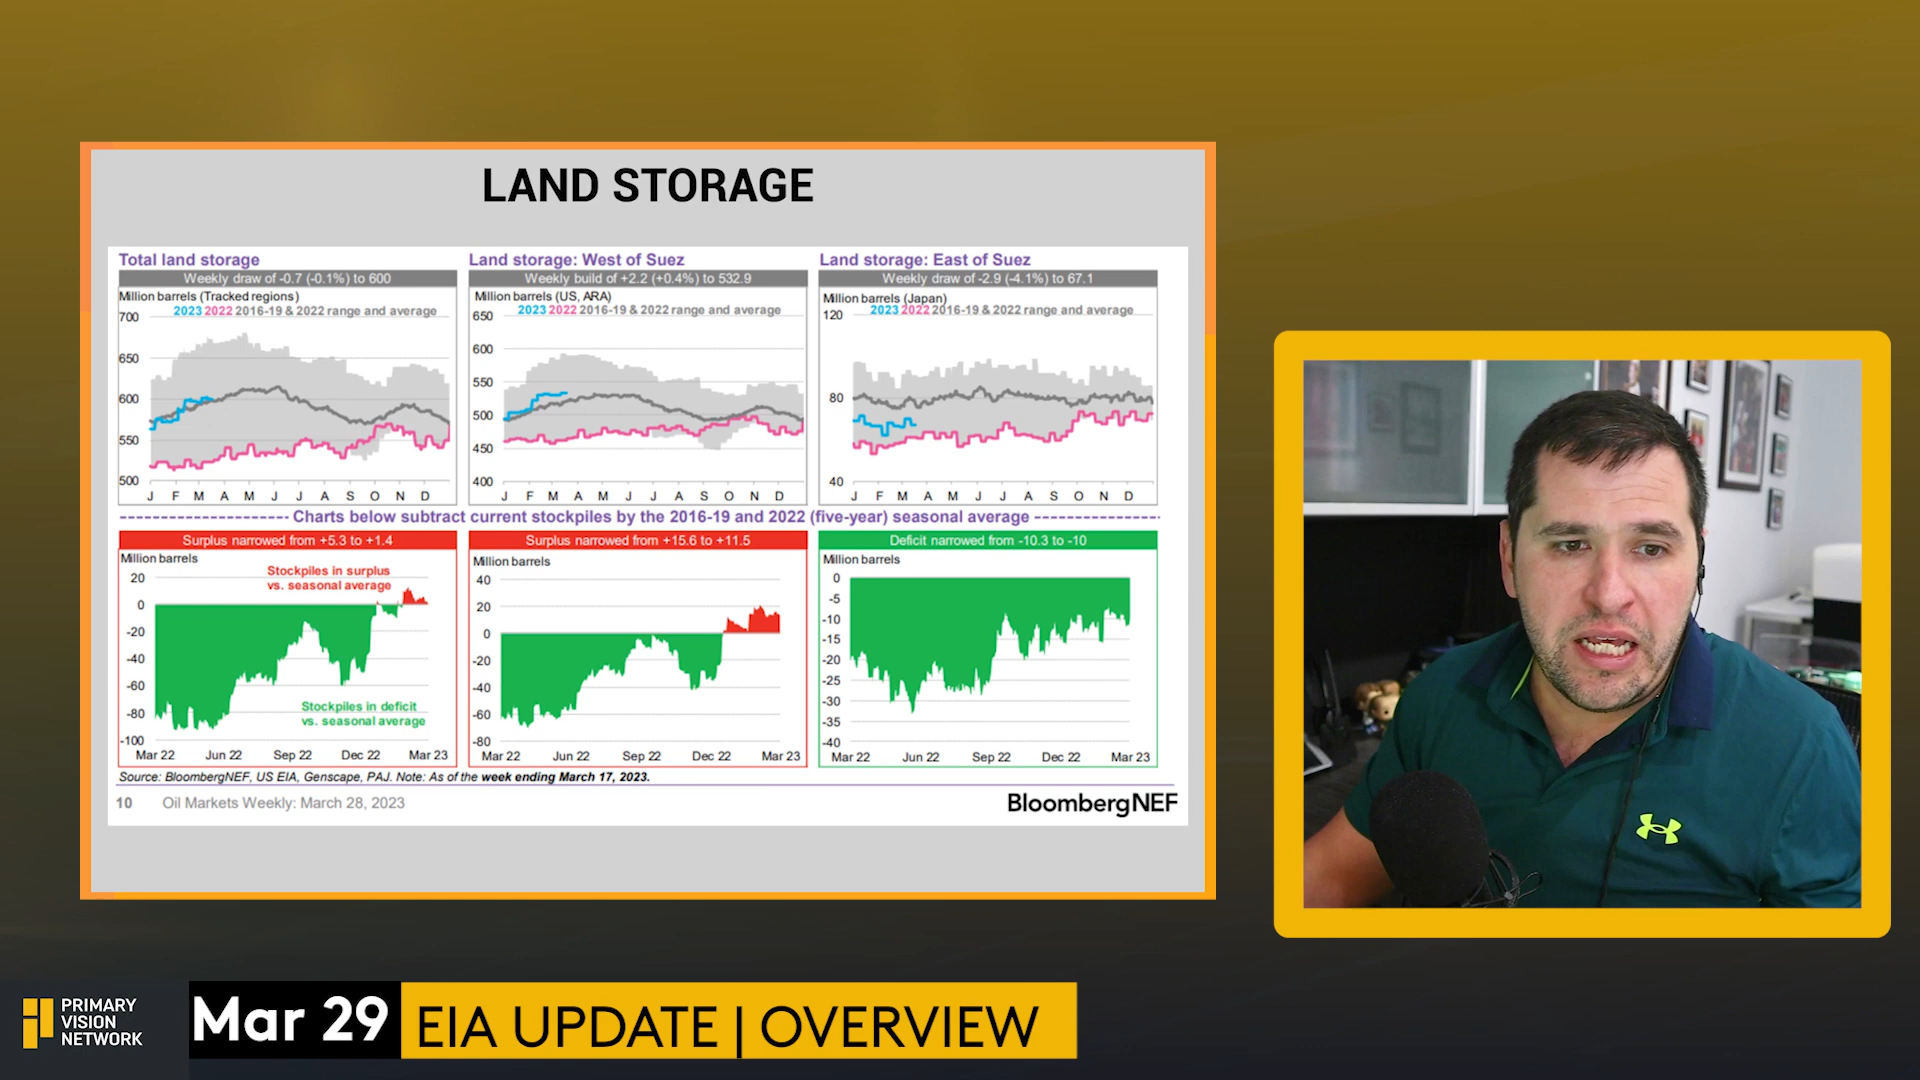 LAND STORAGE
Total land storage
Weekly draw of -0.7 (-0.1%) to 600
Million barrels (Tracked regions)
2023 2022 2016-19 & 2022 range and average
700
650
600
550
500
J F M A M J J A S O N D
Land storage: West of Suez
Weekly build of +2.2 (+0.4%) to 532.9
Million barrels (US, ARA)
2023 2022 2016-19 & 2022 range and average
650
600
550
500
450
400
J F M A M J J A S O N D
Land storage: East of Suez
Weekly draw of -2.9 (-4.1%) to 67.1
Million barrels (Japan)
2023 2022 2016-19 & 2022 range and average
120
80
40
J F M A M J J A S O N D
Charts below subtract current stockpiles by the 2016-19 and 2022 (five-year) seasonal average
Surplus narrowed from +5.3 to +1.4
Million barrels
Stockpiles in surplus
vs. seasonal average
20
0
-20
-40
-60
-80
-100
Stockpiles in deficit
vs. seasonal average
Mar 22 Jun 22 Sep 22 Dec 22 Mar 23
Surplus narrowed from +15.6 to +11.5
Million barrels
40
20
0
-20
-40
-60
-80
Mar 22 Jun 22 Sep 22 Dec 22 Mar 23
Deficit narrowed from -10.3 to -10
Million barrels
0
-5
-10
-15
-20
-25
-30
-35
-40
Mar 22 Jun 22 Sep 22 Dec 22 Mar 23
Source: BloombergNEF, US EIA, Genscape, PAJ. Note: As of the week ending March 17, 2023.
10 Oil Markets Weekly: March 28, 2023
BloombergNEF
PRIMARY
VISION
NETWORK
Mar 29
EIA UPDATE | OVERVIEW